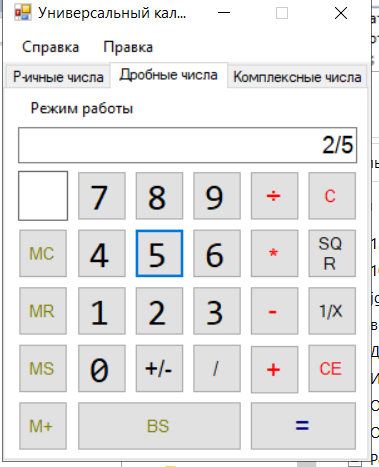 Универсальный кал...
Справка Правка
Р-ичные числа Дробные числа Комплексные числа
Режим работы
2/5
7 8 9 ÷ C
MC 4 5 6 * SQR
MR 1 2 3 - 1/X
MS 0 +/- / + CE
M+ BS =